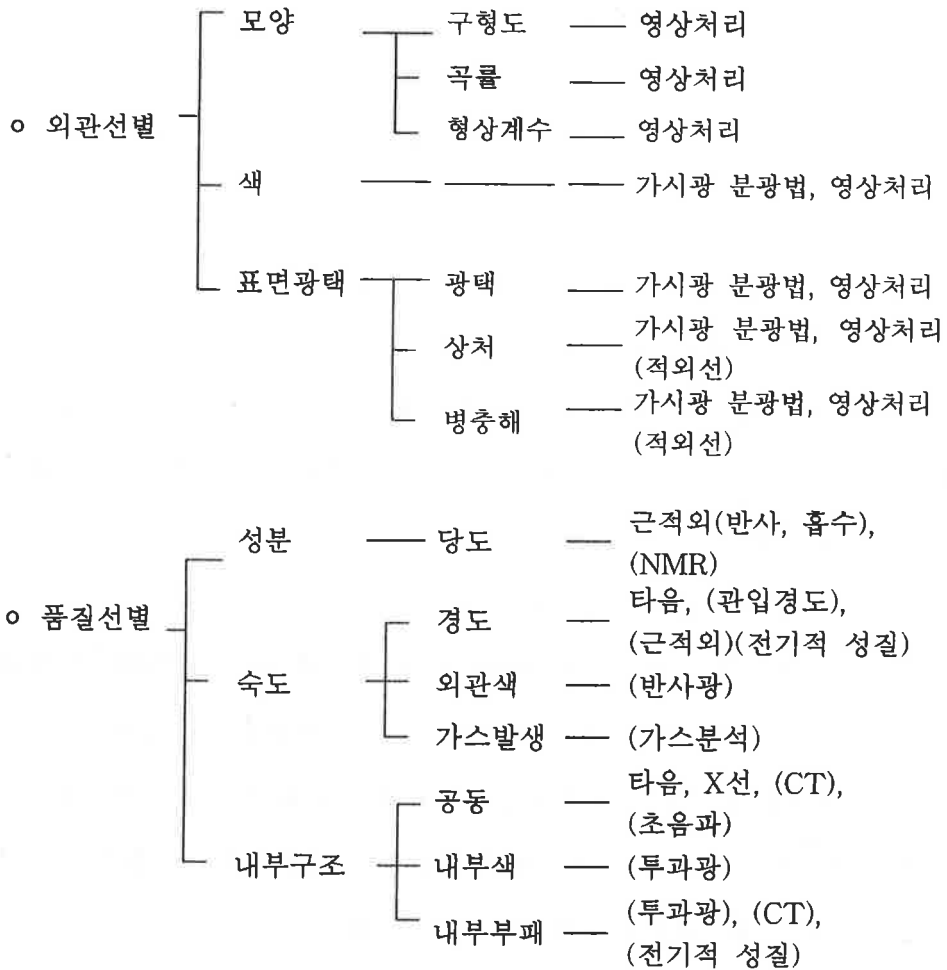 모양 구형도 영상처리
곡률 영상처리
o 외관선별 형상계수 영상처리
색 가시광 분광법, 영상처리
표면광택 광택 가시광 분광법, 영상처리
상처 가시광 분광법, 영상처리
(적외선)
병충해 가시광 분광법, 영상처리
(적외선)
성분 당도 근적외(반사, 흡수),
(NMR)
o 품질선별 경도 타음, (관입경도),
(근적외)(전기적 성질)
숙도 외관색 (반사광)
가스발생 (가스분석)
공동 타음, X선, (CT),
(초음파)
내부구조 내부색 (투과광)
내부부패 (투과광), (CT),
(전기적 성질)